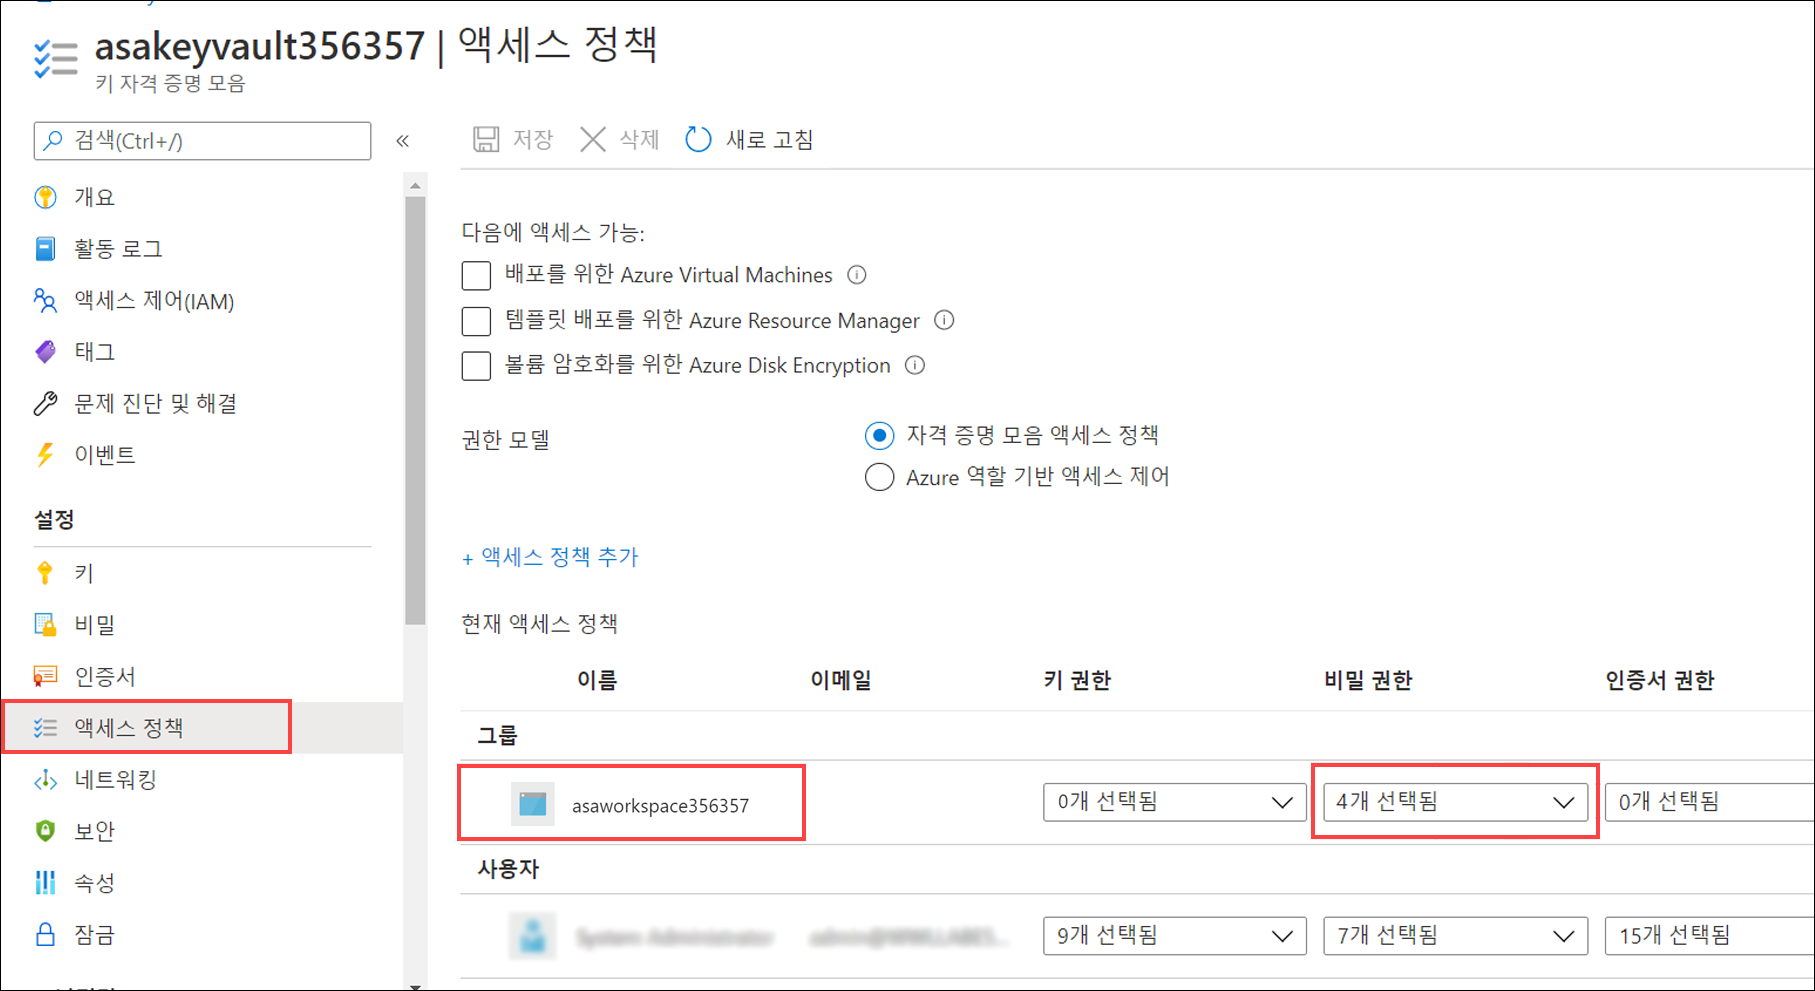 asakeyvault356357 | 액세스 정책
키 자격 증명 모음
검색(Ctrl+/)
«
저장
삭제
새로 고침
개요
활동 로그
액세스 제어(IAM)
태그
문제 진단 및 해결
이벤트
설정
키
비밀
인증서
액세스 정책
네트워킹
보안
속성
잠금
다음에 액세스 가능:
배포를 위한 Azure Virtual Machines
템플릿 배포를 위한 Azure Resource Manager
볼륨 암호화를 위한 Azure Disk Encryption
권한 모델
자격 증명 모음 액세스 정책
Azure 역할 기반 액세스 제어
+ 액세스 정책 추가
현재 액세스 정책
이름 이메일 키 권한 비밀 권한 인증서 권한
그룹
asaworkspace356357 0개 선택됨 4개 선택됨 0개 선택됨
사용자
System Administrator 9개 선택됨 7개 선택됨 15개 선택됨